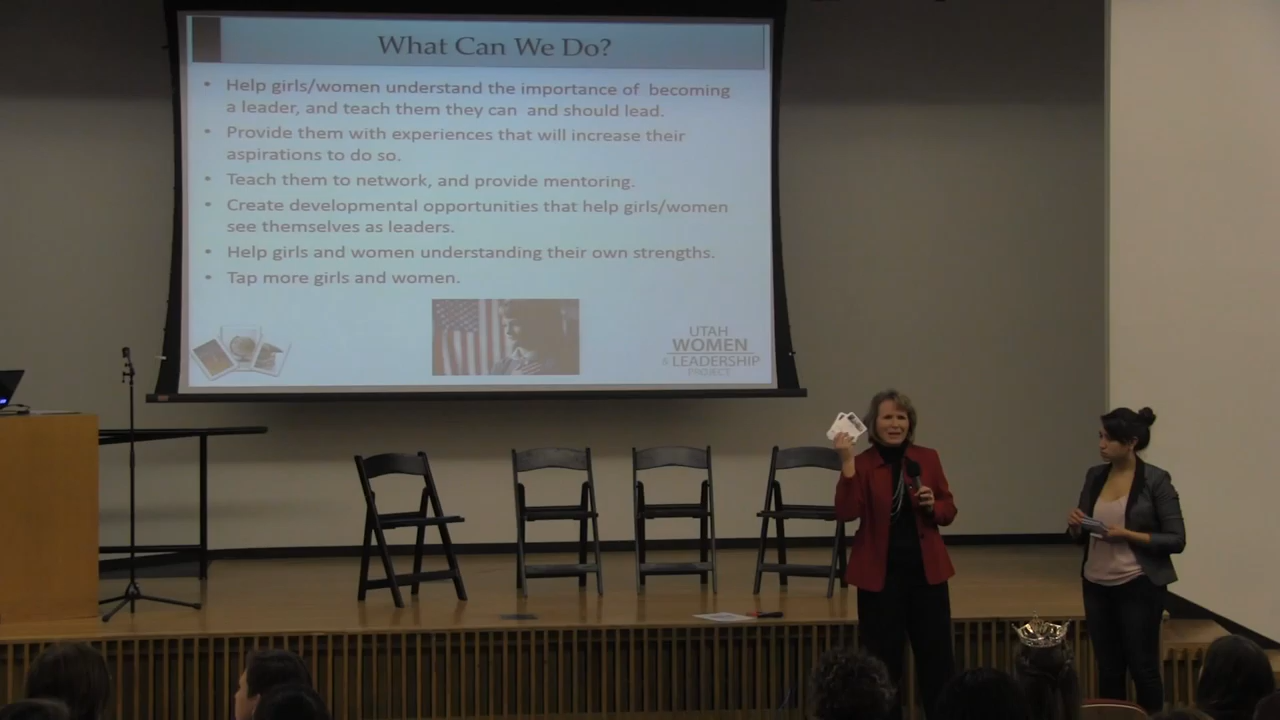 What Can We Do?
• Help girls/women understand the importance of becoming
a leader, and teach them they can and should lead.
• Provide them with experiences that will increase their
aspirations to do so.
• Teach them to network, and provide mentoring.
• Create developmental opportunities that help girls/women
see themselves as leaders.
• Help girls and women understanding their own strengths.
• Tap more girls and women.
UTAH
WOMEN
& LEADERSHIP
PROJECT